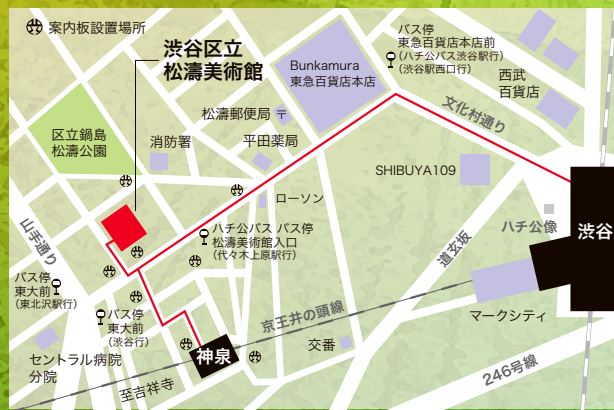 案内板設置場所
渋谷区立
松濤美術館
Bunkamura
東急百貨店本店
バス停
東急百貨店本店前
(ハチ公バス渋谷行)
(渋谷駅西口行)
西武
百貨店
文化村通り
松濤郵便局 〒
区立鍋島
松濤公園
消防署
平田薬局
SHIBUYA109
ローソン
山手通り
ハチ公バス バス停
松濤美術館入口
(代々木上原駅行)
ハチ公像
渋谷
道玄坂
バス停
東大前
(東北沢駅行)
バス停
東大前
(渋谷行)
京王井の頭線
マークシティ
交番
神泉
セントラル病院
分院
至吉祥寺
246号線